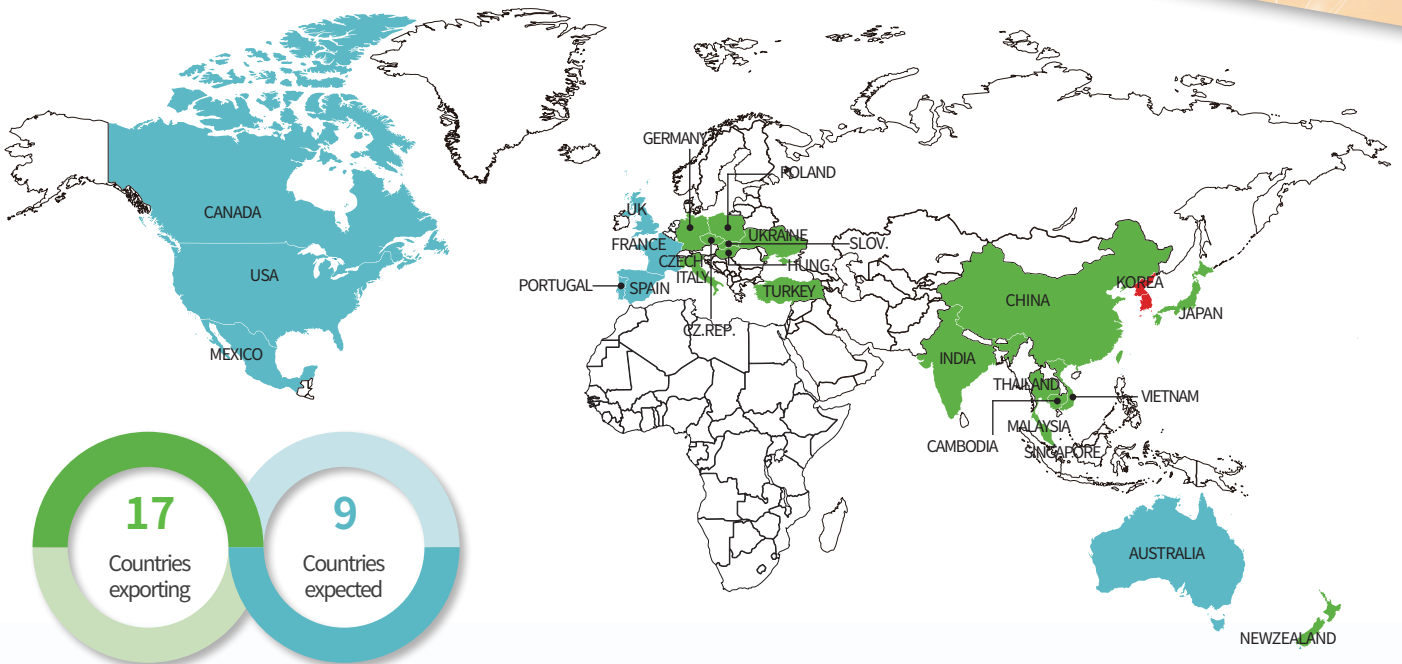 GERMANY
POLAND
CANADA
UK
UKRAINE
FRANCE
SLOV.
CZECH
HUNG.
USA
ITALY
KOREA
PORTUGAL
SPAIN
TURKEY
CHINA
JAPAN
CZ.REP.
MEXICO
INDIA
THAILAND
VIETNAM
MALAYSIA
CAMBODIA
SINGAPORE
17
Countries
exporting
9
Countries
expected
AUSTRALIA
NEWZEALAND